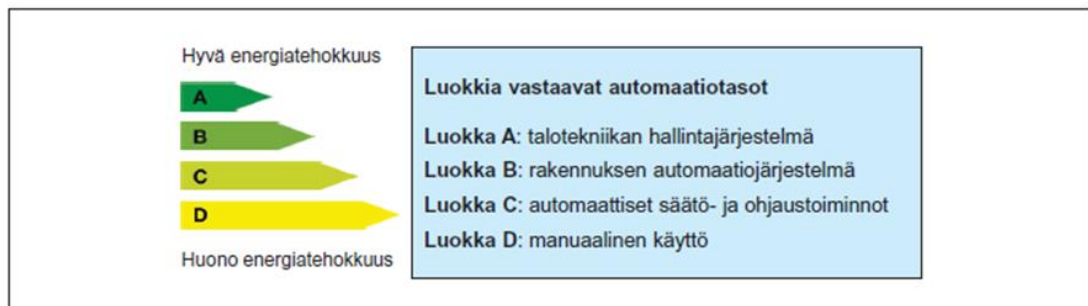 Hyvä energiatehokkuus
A
B
C
D
Huono energiatehokkuus
Luokkia vastaavat automaatiotasot
Luokka A: talotekniikan hallintajärjestelmä
Luokka B: rakennuksen automaatiojärjestelmä
Luokka C: automaattiset säätö- ja ohjaustoiminnot
Luokka D: manuaalinen käyttö